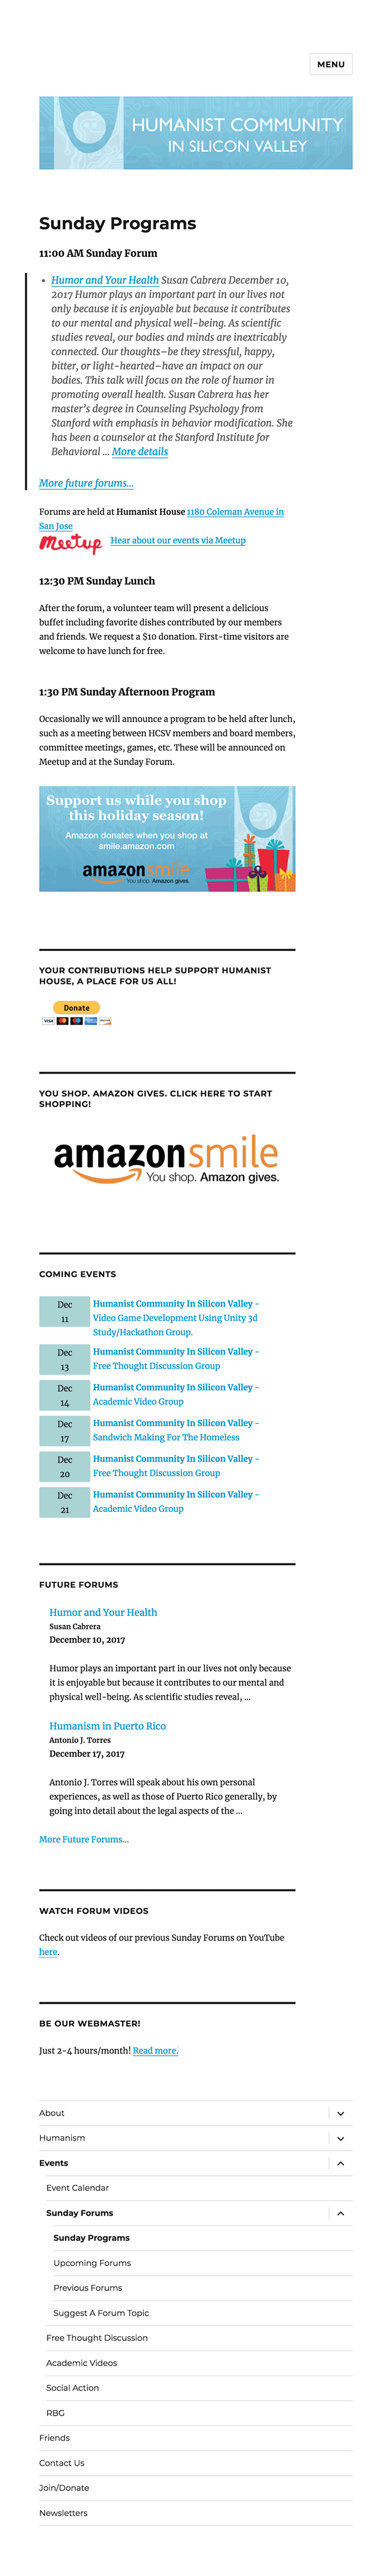 MENU
HUMANIST COMMUNITY
IN SILICON VALLEY
Sunday Programs
11:00 AM Sunday Forum
• Humor and Your Health Susan Cabrera December 10,
2017 Humor plays an important part in our lives not
only because it is enjoyable but because it contributes
to our mental and physical well-being. As scientific
studies reveal, our bodies and minds are inextricably
connected. Our thoughts–be they stressful, happy,
bitter, or light-hearted–have an impact on our
bodies. This talk will focus on the role of humor in
promoting overall health. Susan Cabrera has her
master's degree in Counseling Psychology from
Stanford with emphasis in behavior modification. She
has been a counselor at the Stanford Institute for
Behavioral ... More details
More future forums...
Forums are held at Humanist House 1180 Coleman Avenue in
San Jose
Meetup Hear about our events via Meetup
12:30 PM Sunday Lunch
After the forum, a volunteer team will present a delicious
buffet including favorite dishes contributed by our members
and friends. We request a $10 donation. First-time visitors are
welcome to have lunch for free.
1:30 PM Sunday Afternoon Program
Occasionally we will announce a program to be held after lunch,
such as a meeting between HCSV members and board members,
committee meetings, games, etc. These will be announced on
Meetup and at the Sunday Forum.
Support us while you shop
this holiday season!
Amazon donates when you shop at
smile.amazon.com
amazonsmile
You shop. Amazon gives.
YOUR CONTRIBUTIONS HELP SUPPORT HUMANIST
HOUSE, A PLACE FOR US ALL!
Donate
VISA
YOU SHOP. AMAZON GIVES. CLICK HERE TO START
SHOPPING!
amazonsmile
You shop. Amazon gives.
COMING EVENTS
Dec
11
Humanist Community In Silicon Valley -
Video Game Development Using Unity 3d
Study/Hackathon Group.
Dec
13
Humanist Community In Silicon Valley -
Free Thought Discussion Group
Dec
14
Humanist Community In Silicon Valley -
Academic Video Group
Dec
17
Humanist Community In Silicon Valley -
Sandwich Making For The Homeless
Dec
20
Humanist Community In Silicon Valley -
Free Thought Discussion Group
Dec
21
Humanist Community In Silicon Valley -
Academic Video Group
FUTURE FORUMS
Humor and Your Health
Susan Cabrera
December 10, 2017
Humor plays an important part in our lives not only because
it is enjoyable but because it contributes to our mental and
physical well-being. As scientific studies reveal, ...
Humanism in Puerto Rico
Antonio J. Torres
December 17, 2017
Antonio J. Torres will speak about his own personal
experiences, as well as those of Puerto Rico generally, by
going into detail about the legal aspects of the ...
More Future Forums...
WATCH FORUM VIDEOS
Check out videos of our previous Sunday Forums on YouTube
here.
BE OUR WEBMASTER!
Just 2-4 hours/month! Read more.
About
Humanism
Events
Event Calendar
Sunday Forums
Sunday Programs
Upcoming Forums
Previous Forums
Suggest A Forum Topic
Free Thought Discussion
Academic Videos
Social Action
RBG
Friends
Contact Us
Join/Donate
Newsletters